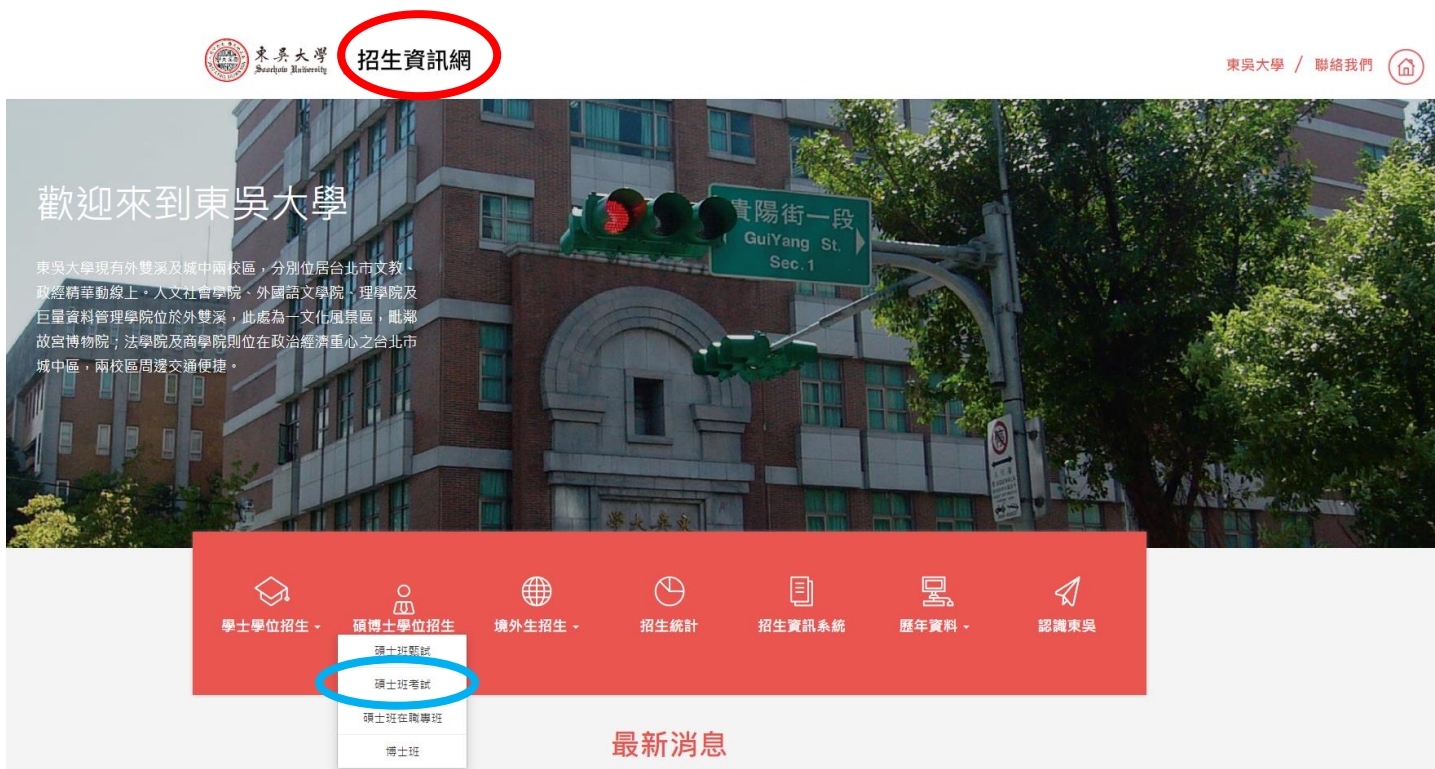 東吳大學
Soochow University
招生資訊網
東吳大學 / 聯絡我們
歡迎來到東吳大學
東吳大學現有外雙溪及城中兩校區，分別位居台北市文教、
政經精華動線上。人文社會學院、外國語文學院、理學院及
巨量資料管理學院位於外雙溪，此處為一文化風景區，毗鄰
故宮博物院；法學院及商學院則位在政治經濟重心之台北市
城中區，兩校區周邊交通便捷。
貴陽街一段
GuiYang St.
Sec.1
學大吳東
學士學位招生
碩博士學位招生
境外生招生
招生統計
招生資訊系統
歷年資料
認識東吳
碩士班甄試
碩士班考試
碩士班在職專班
博士班
最新消息